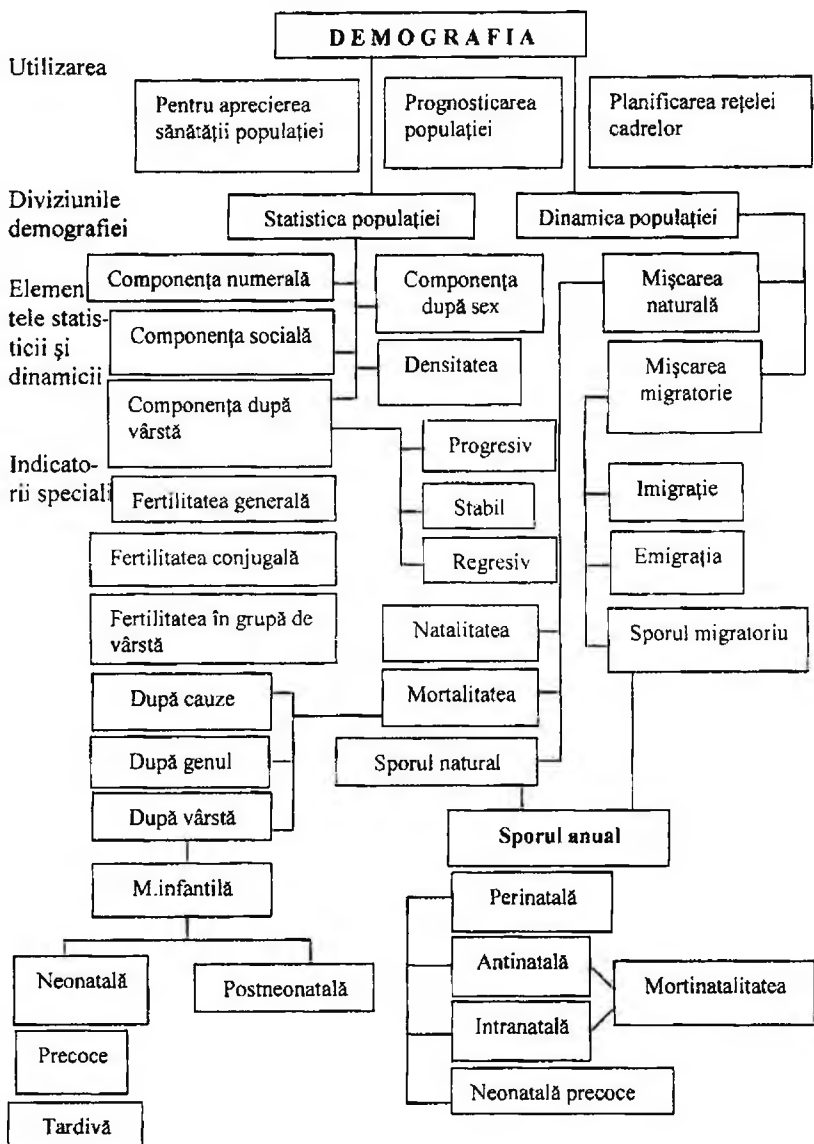 DEMOGRAFIA
Utilizarea
Pentru aprecierea
sănătății populației
Prognosticarea
populației
Planificarea rețelei
cadrelor
Diviziunile
demografiei
Statistica populației
Dinamica populației
Elemen
tele statis-
ticii și
dinamicii
Componența numerală
Componența
după sex
Mișcarea
naturală
Componența socială
Densitatea
Mișcarea
migratorie
Componența după
vârstă
Indicato-
rii speciali
Progresiv
Fertilitatea generală
Stabil
Imigrație
Fertilitatea conjugală
Regresiv
Emigrația
Fertilitatea în grupă de
vârstă
Natalitatea
Sporul migratoriu
După cauze
Mortalitatea
După genul
Sporul natural
După vârstă
Sporul anual
M.infantilă
Perinatală
Neonatală
Postneonatală
Antinatală
Mortinatalitatea
Intranatală
Precoce
Neonatală precoce
Tardivă